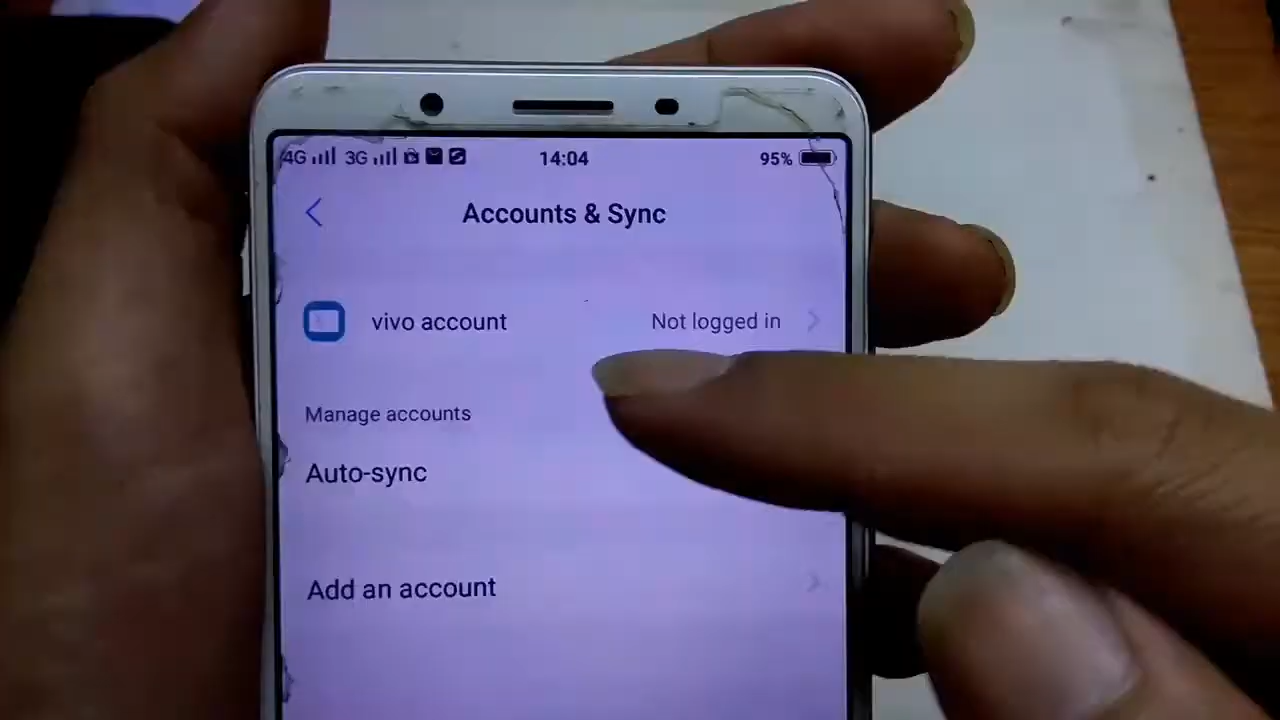 4G 3G 14:04 95%
Accounts & Sync
vivo account Not logged in
Manage accounts
Auto-sync
Add an account